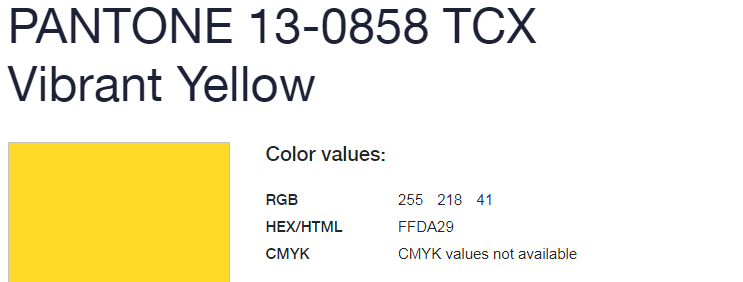 PANTONE 13-0858 TCX
Vibrant Yellow
Color values:
RGB 255 218 41
HEX/HTML FFDA29
CMYK CMYK values not available